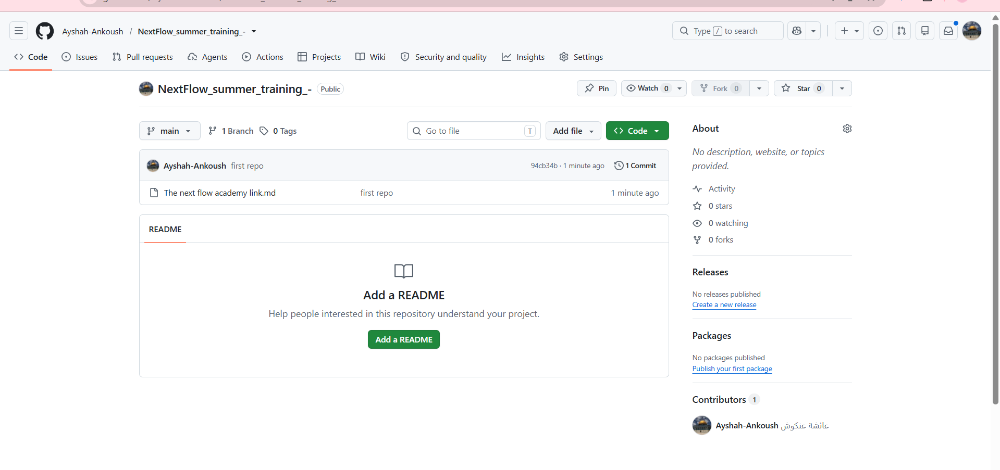 Ayshah-Ankoush / NextFlow_summer_training_-
Type / to search
Code Issues Pull requests Agents Actions Projects Wiki Security and quality Insights Settings
NextFlow_summer_training_- Public
Pin Watch 0 Fork 0 Star 0
main 1 Branch 0 Tags Go to file T Add file Code
Ayshah-Ankoush first repo 94cb34b · 1 minute ago 1 Commit
The next flow academy link.md first repo 1 minute ago
README
Add a README
Help people interested in this repository understand your project.
Add a README
About
No description, website, or topics
provided.
Activity
0 stars
0 watching
0 forks
Releases
No releases published
Create a new release
Packages
No packages published
Publish your first package
Contributors 1
Ayshah-Ankoush عائشة عنكوش